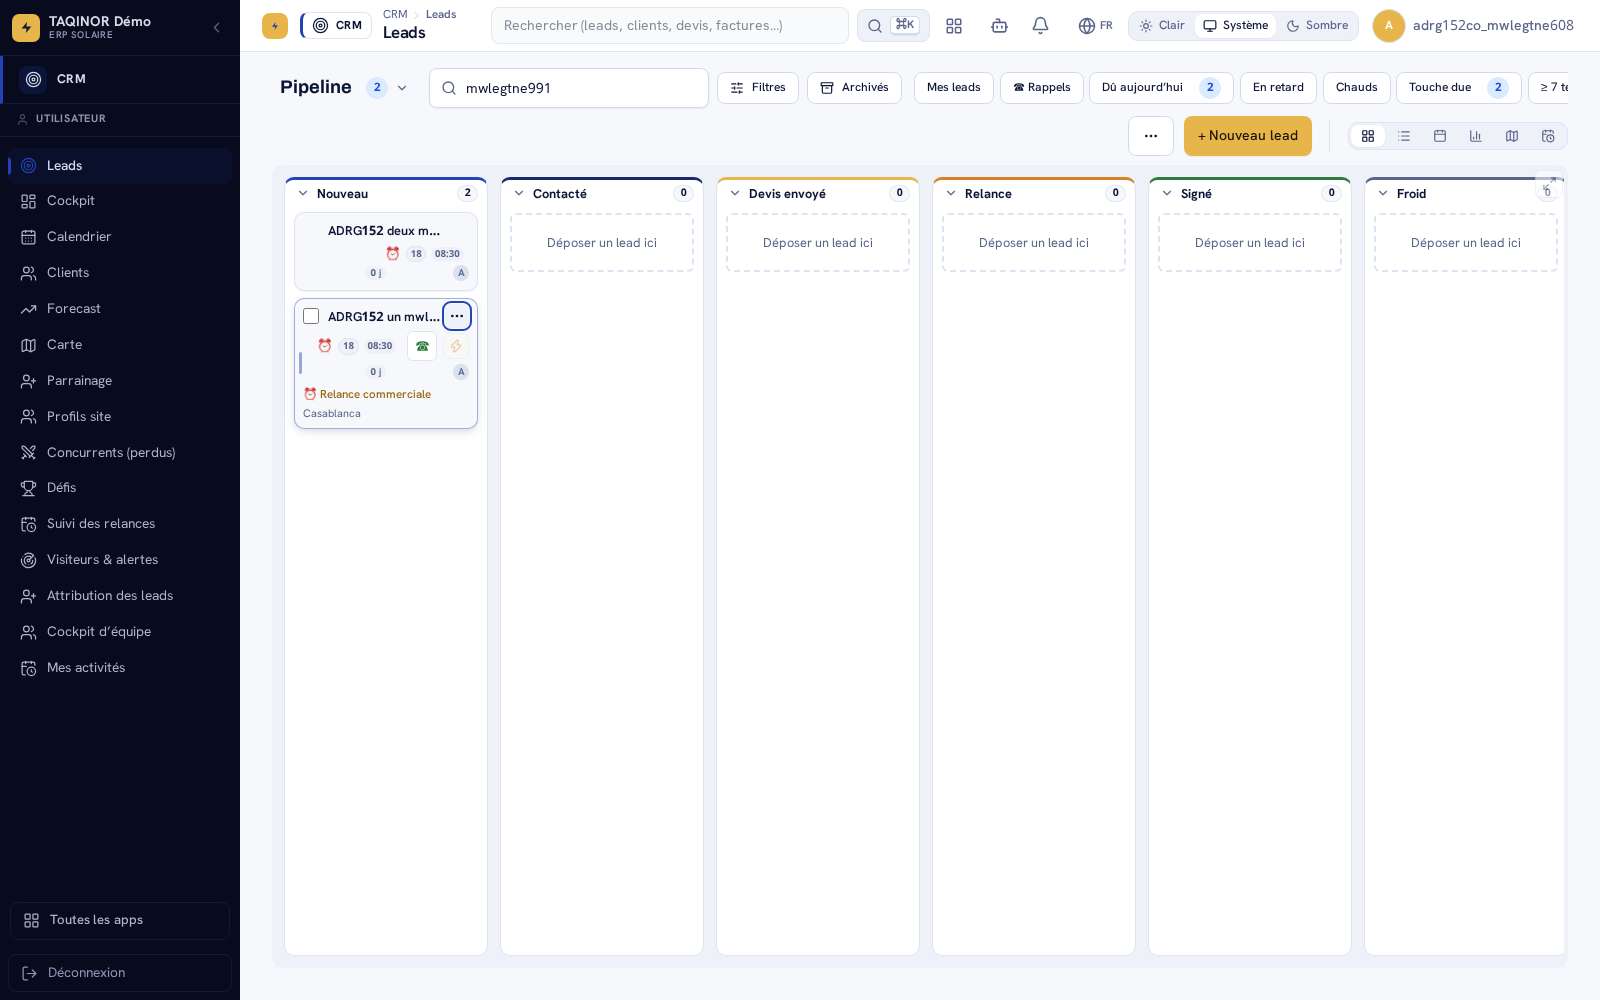 TAQINOR Démo
ERP SOLAIRE
CRM
UTILISATEUR
Leads
Cockpit
Calendrier
Clients
Forecast
Carte
Parrainage
Profils site
Concurrents (perdus)
Défis
Suivi des relances
Visiteurs & alertes
Attribution des leads
Cockpit d’équipe
Mes activités
Toutes les apps
Déconnexion
CRM
CRM Leads
Leads
Rechercher (leads, clients, devis, factures...)
⌘K
FR
Clair
Système
Sombre
A
adrg152co_mwlegtne608
Pipeline 2
mwlegtne991
Filtres
Archivés
Mes leads
☎ Rappels
Dû aujourd’hui 2
En retard
Chauds
Touche due 2
≥ 7 te
+ Nouveau lead
Nouveau 2
ADRG152 deux m...
⏰ 18 08:30
0 j A
ADRG152 un mwl...
⏰ 18 08:30 ☎
0 j A
⏰ Relance commerciale
Casablanca
Contacté 0
Déposer un lead ici
Devis envoyé 0
Déposer un lead ici
Relance 0
Déposer un lead ici
Signé 0
Déposer un lead ici
Froid 0
Déposer un lead ici